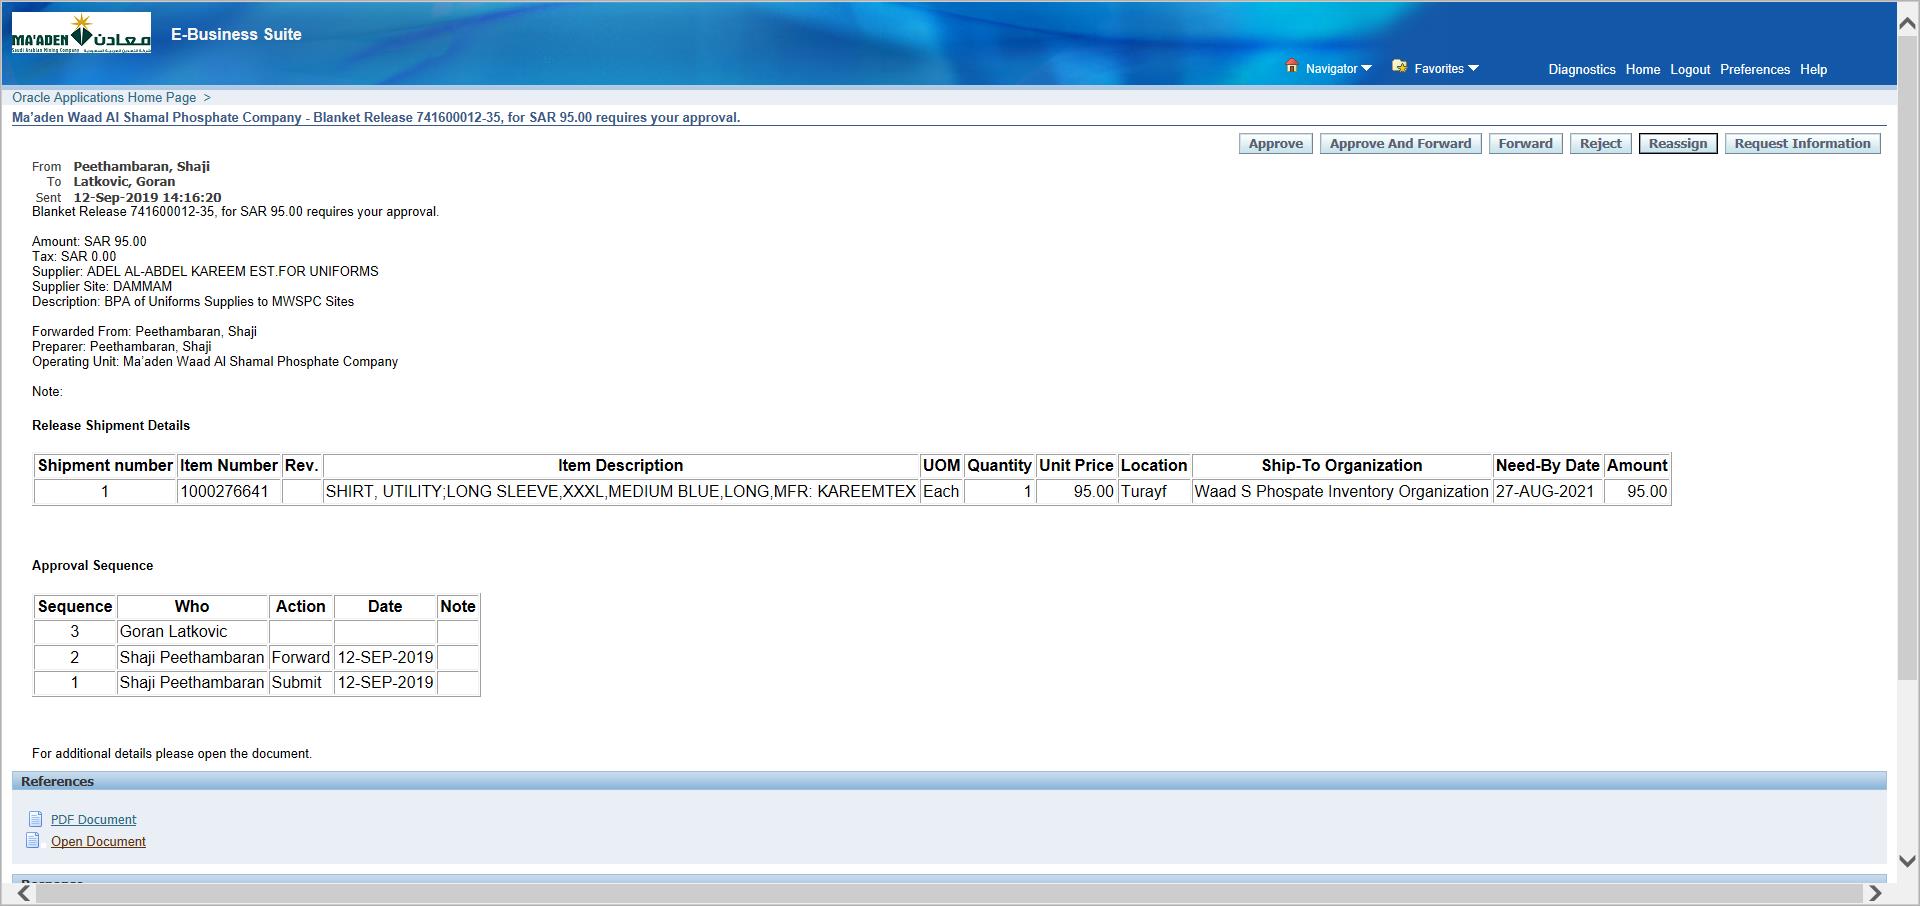 MA'ADEN معادن
Saudi Arabian Mining Company
E-Business Suite
Navigator
Favorites
Diagnostics Home Logout Preferences Help
Oracle Applications Home Page >
Ma'aden Waad Al Shamal Phosphate Company - Blanket Release 741600012-35, for SAR 95.00 requires your approval.
Approve Approve And Forward Forward Reject Reassign Request Information
From Peethambaran, Shaji
To Latkovic, Goran
Sent 12-Sep-2019 14:16:20
Blanket Release 741600012-35, for SAR 95.00 requires your approval.
Amount: SAR 95.00
Tax: SAR 0.00
Supplier: ADEL AL-ABDEL KAREEM EST.FOR UNIFORMS
Supplier Site: DAMMAM
Description: BPA of Uniforms Supplies to MWSPC Sites
Forwarded From: Peethambaran, Shaji
Preparer: Peethambaran, Shaji
Operating Unit: Ma'aden Waad Al Shamal Phosphate Company
Note:
Release Shipment Details
Shipment number Item Number Rev. Item Description UOM Quantity Unit Price Location Ship-To Organization Need-By Date Amount
1 1000276641 SHIRT, UTILITY;LONG SLEEVE,XXXL,MEDIUM BLUE,LONG,MFR: KAREEMTEX Each 1 95.00 Turayf Waad S Phospate Inventory Organization 27-AUG-2021 95.00
Approval Sequence
Sequence Who Action Date Note
3 Goran Latkovic
2 Shaji Peethambaran Forward 12-SEP-2019
1 Shaji Peethambaran Submit 12-SEP-2019
For additional details please open the document.
References
PDF Document
Open Document